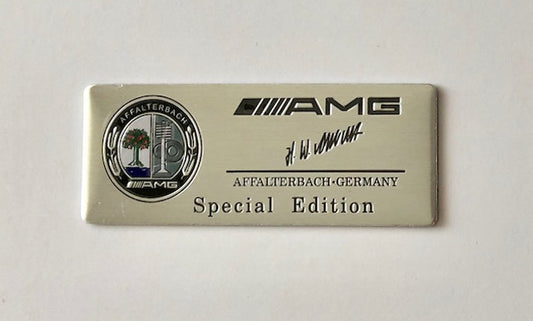 AFFALTERBACH
AMG
AMG
AFFALTERBACH·GERMANY
Special Edition